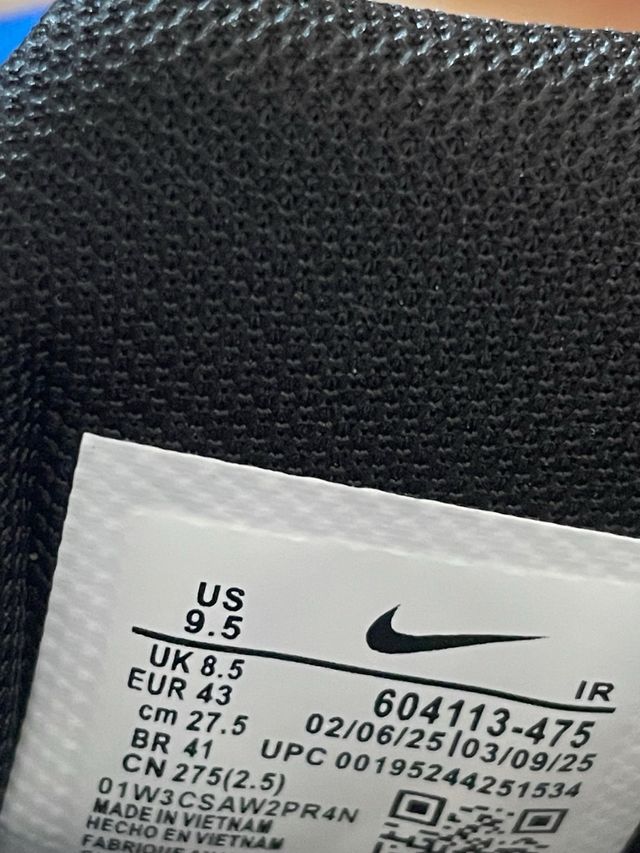 US
9.5
UK 8.5
EUR 43
cm 27.5
BR 41
CN 275(2.5)
IR
604113-475
02/06/25|03/09/25
UPC 00195244251534
01W3CSAW2PR4N
MADE IN VIETNAM
HECHO EN VIETNAM